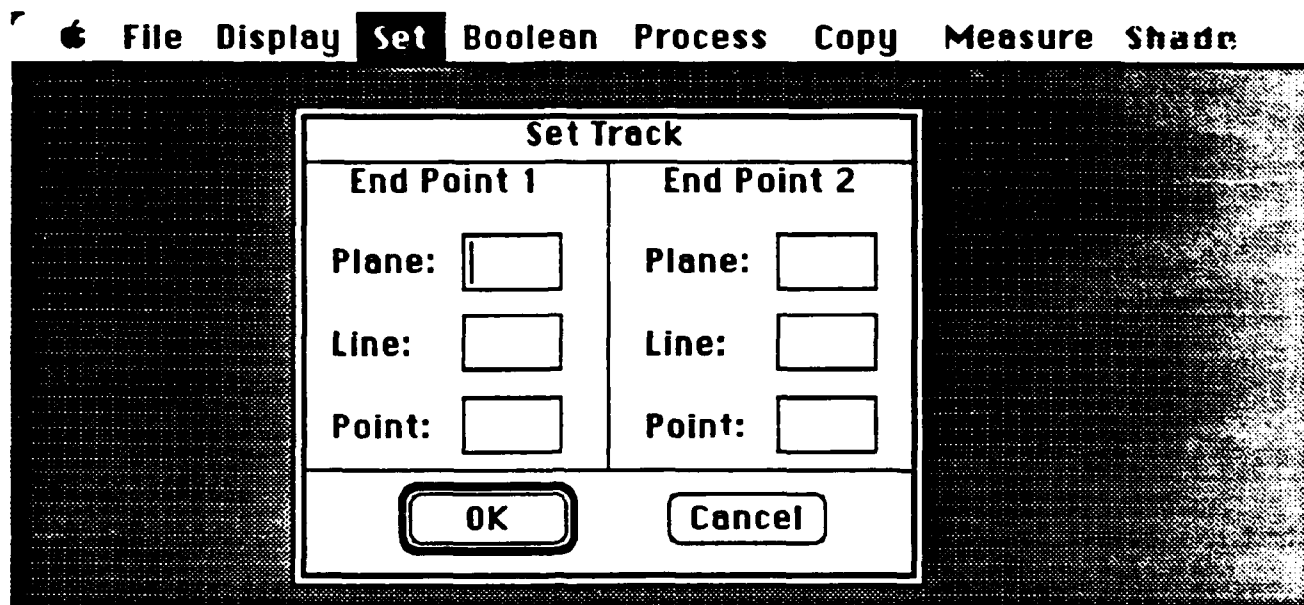 File Display Set Boolean Process Copy Measure Shade
Set Track
End Point 1 End Point 2
Plane: Plane:
Line: Line:
Point: Point:
OK Cancel